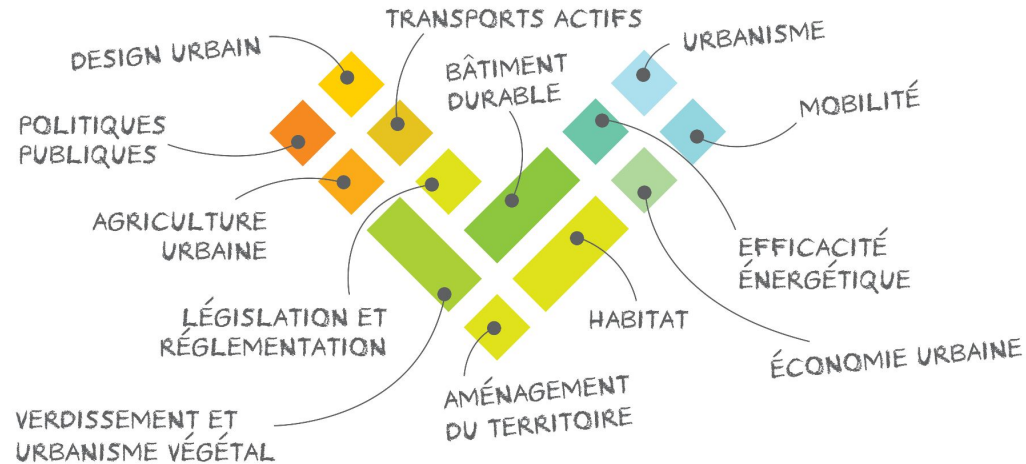 TRANSPORTS ACTIFS
DESIGN URBAIN
URBANISME
BÂTIMENT
DURABLE
MOBILITÉ
POLITIQUES
PUBLIQUES
AGRICULTURE
URBAINE
EFFICACITÉ
ÉNERGÉTIQUE
LÉGISLATION ET
RÉGLEMENTATION
HABITAT
ÉCONOMIE URBAINE
AMÉNAGEMENT
DU TERRITOIRE
VERDISSEMENT ET
URBANISME VÉGÉTAL